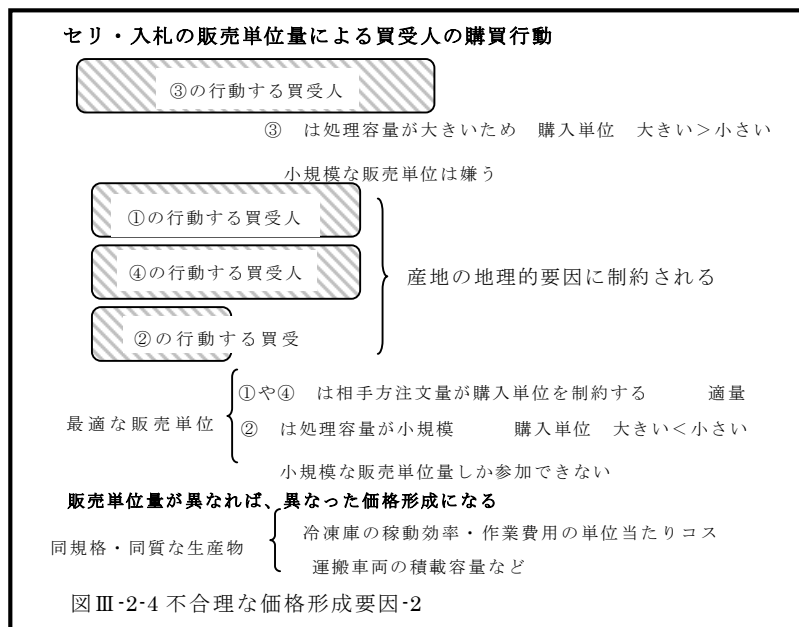 セリ・入札の販売単位量による買受人の購買行動
③の行動する買受人
③　は処理容量が大きいため　購入単位　大きい＞小さい
小規模な販売単位は嫌う
①の行動する買受人
④の行動する買受人
産地の地理的要因に制約される
②の行動する買受
①や④　は相手方注文量が購入単位を制約する　　適量
最適な販売単位
②　は処理容量が小規模　　購入単位　大きい＜小さい
小規模な販売単位量しか参加できない
販売単位量が異なれば、異なった価格形成になる
同規格・同質な生産物
冷凍庫の稼動効率・作業費用の単位当たりコス
運搬車両の積載容量など
図Ⅲ-2-4 不合理な価格形成要因-2